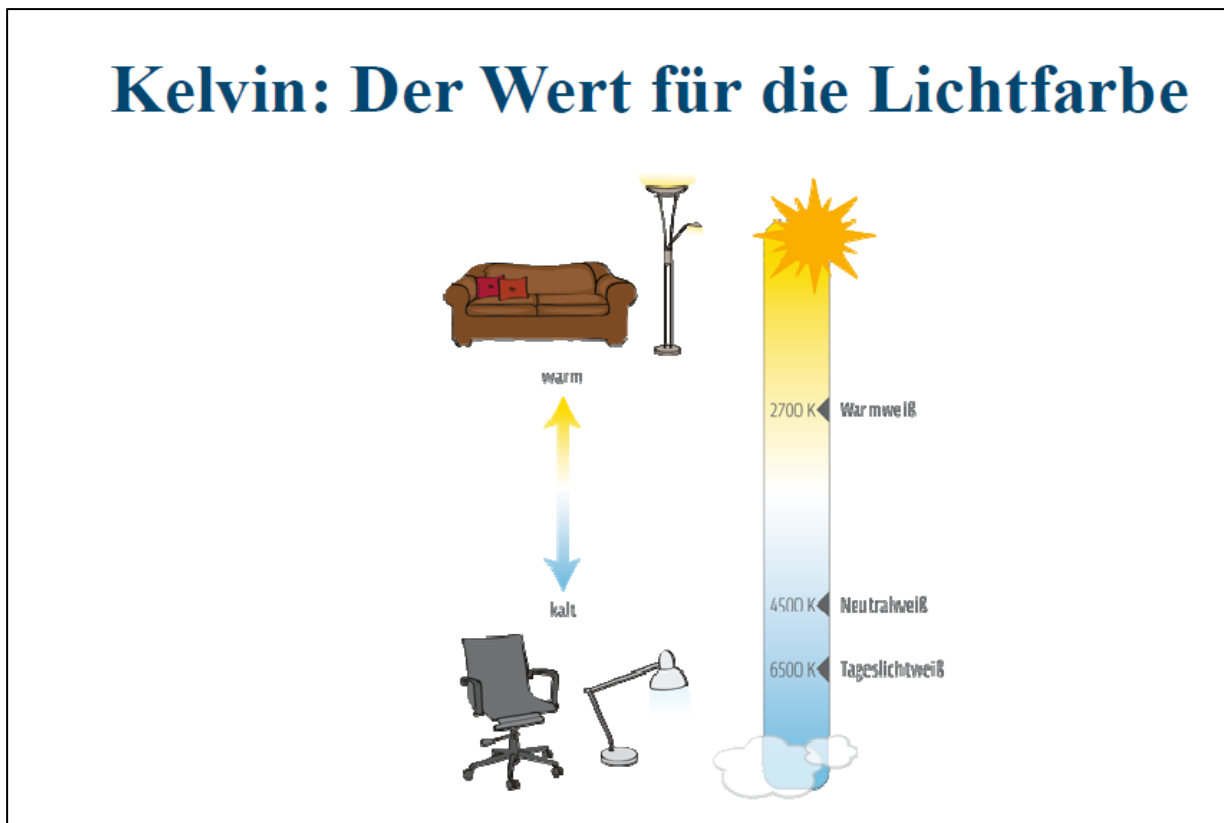 Kelvin: Der Wert für die Lichtfarbe
warm
2700 K Warmweiß
kalt
4500 K Neutralweiß
6500 K Tageslichtweiß